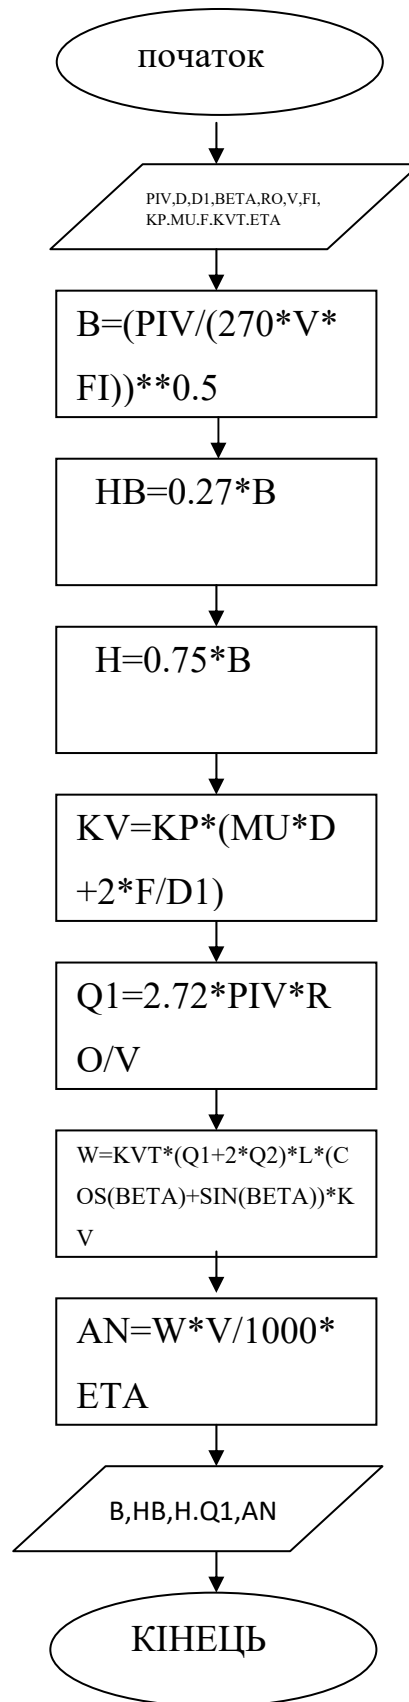 початок
PIV,D,D1,BETA,RO,V,FI,
KP.MU.F.KVT.ETA
B=(PIV/(270*V*
FI))**0.5
HB=0.27*B
H=0.75*B
KV=KP*(MU*D
+2*F/D1)
Q1=2.72*PIV*R
O/V
W=KVT*(Q1+2*Q2)*L*(C
OS(BETA)+SIN(BETA))*K
V
AN=W*V/1000*
ETA
B,HB,H.Q1,AN
КІНЕЦЬ